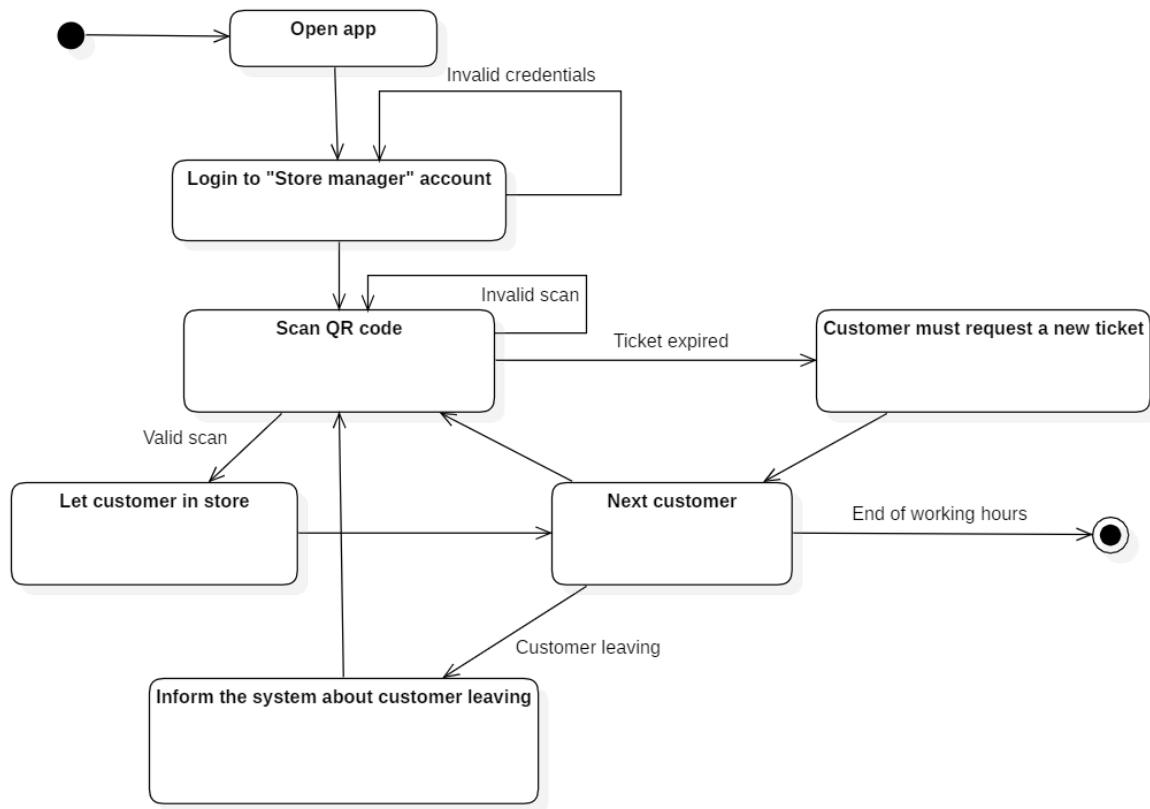 Open app
Invalid credentials
Login to "Store manager" account
Invalid scan
Scan QR code
Ticket expired
Customer must request a new ticket
Valid scan
Let customer in store
Next customer
End of working hours
Customer leaving
Inform the system about customer leaving